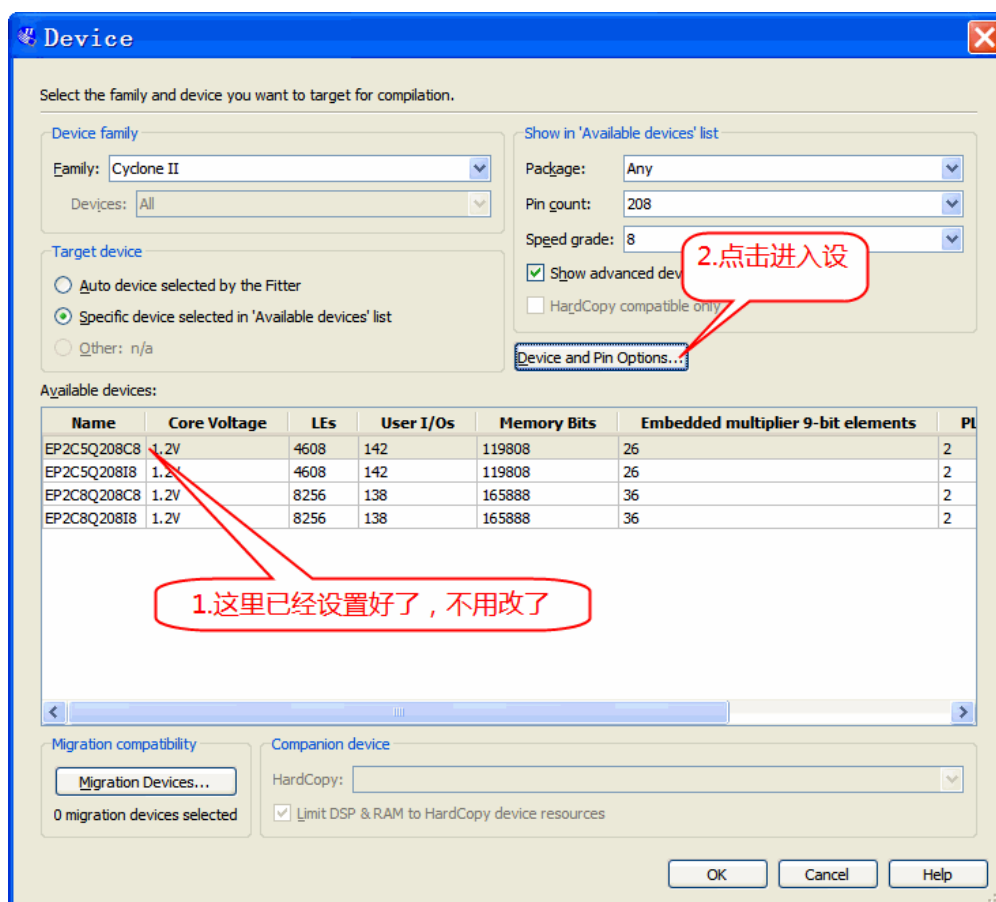 Device
Select the family and device you want to target for compilation.
Device family
Family: Cyclone II
Devices: All
Show in 'Available devices' list
Package: Any
Pin count: 208
Speed grade: 8
Show advanced dev
HardCopy compatible only
2.点击进入设
Target device
Auto device selected by the Fitter
Specific device selected in 'Available devices' list
Other: n/a
Device and Pin Options...
Available devices:
Name Core Voltage LEs User I/Os Memory Bits Embedded multiplier 9-bit elements PL
EP2C5Q208C8 1.2V 4608 142 119808 26 2
EP2C5Q208I8 1.2V 4608 142 119808 26 2
EP2C8Q208C8 1.2V 8256 138 165888 36 2
EP2C8Q208I8 1.2V 8256 138 165888 36 2
1.这里已经设置好了，不用改了
Migration compatibility
Migration Devices...
0 migration devices selected
Companion device
HardCopy:
Limit DSP & RAM to HardCopy device resources
OK Cancel Help